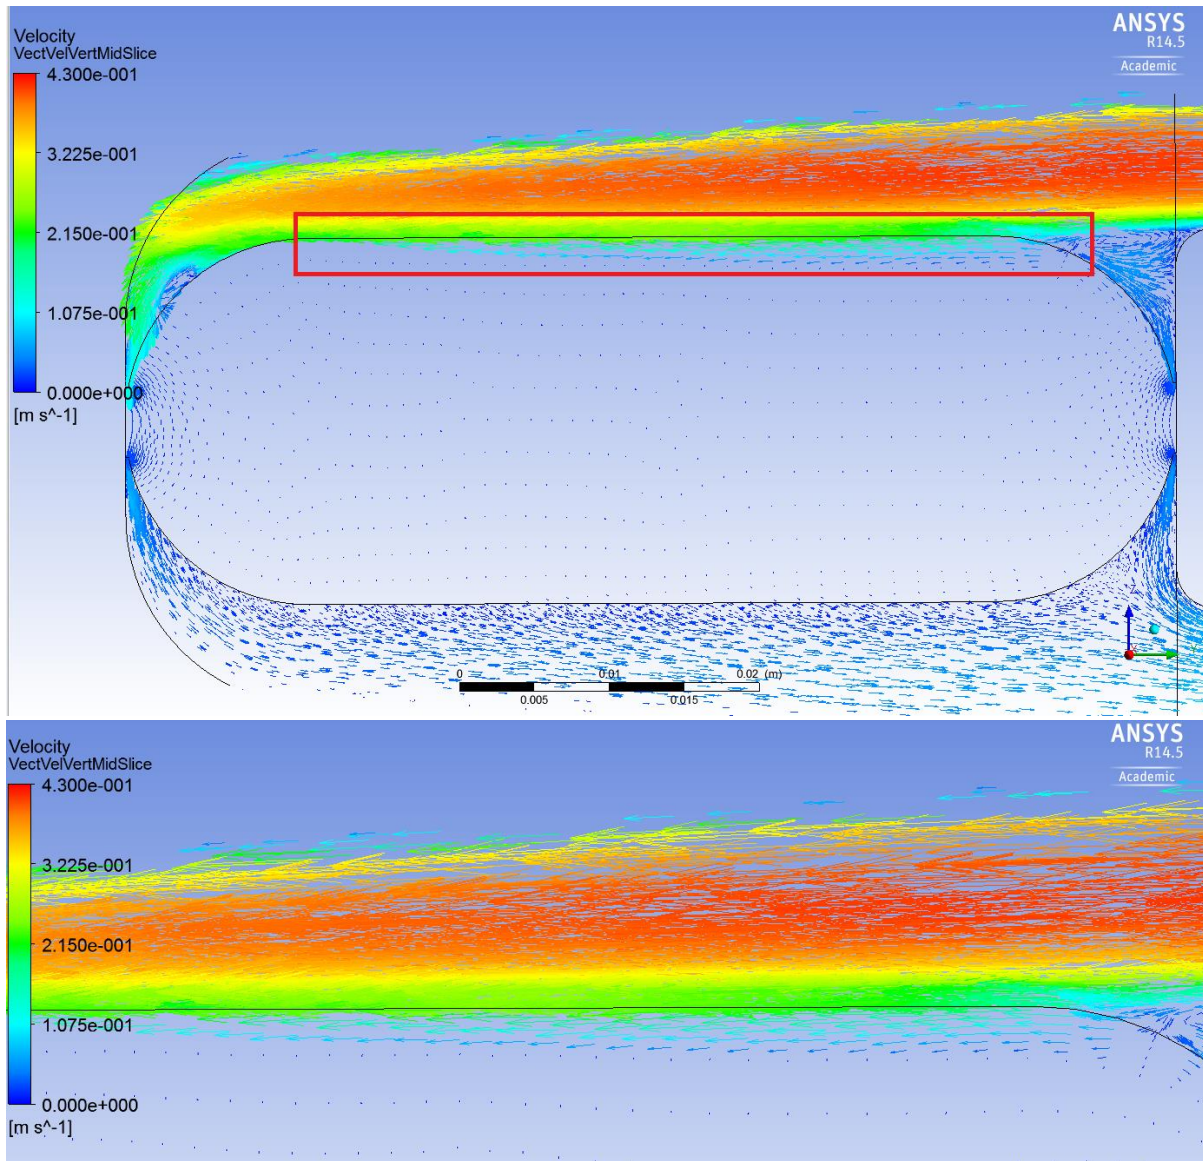 Velocity
VectVelVertMidSlice
4.300e-001
3.225e-001
2.150e-001
1.075e-001
0.000e+000
[m s^-1]
ANSYS
R14.5
Academic
0 0.01 0.02 (m)
0.005 0.015
Y
Velocity
VectVelVertMidSlice
4.300e-001
3.225e-001
2.150e-001
1.075e-001
0.000e+000
[m s^-1]
ANSYS
R14.5
Academic